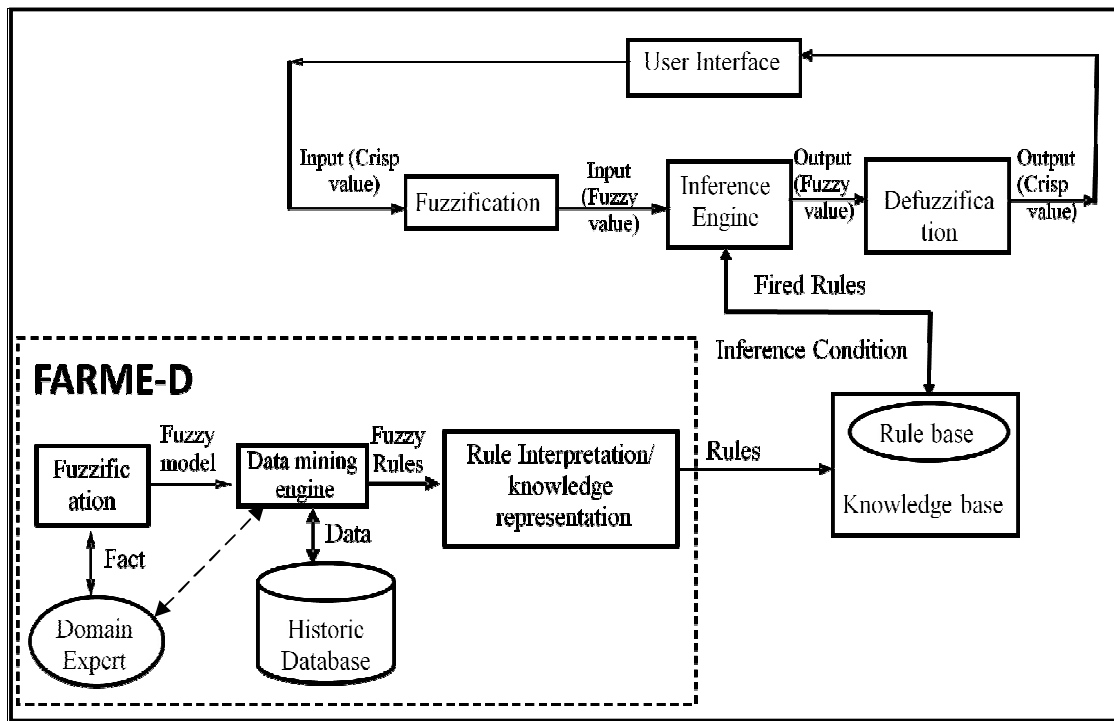 User Interface
Input (Crisp
value)
Fuzzification
Input
(Fuzzy
value)
Inference
Engine
Output
(Fuzzy
value)
Defuzzifica
tion
Output
(Crisp
value)
Fired Rules
Inference Condition
FARME-D
Fuzzific
ation
Fuzzy
model
Data mining
engine
Fuzzy
Rules
Rule Interpretation/
knowledge
representation
Rules
Rule base
Knowledge base
Fact
Data
Domain
Expert
Historic
Database